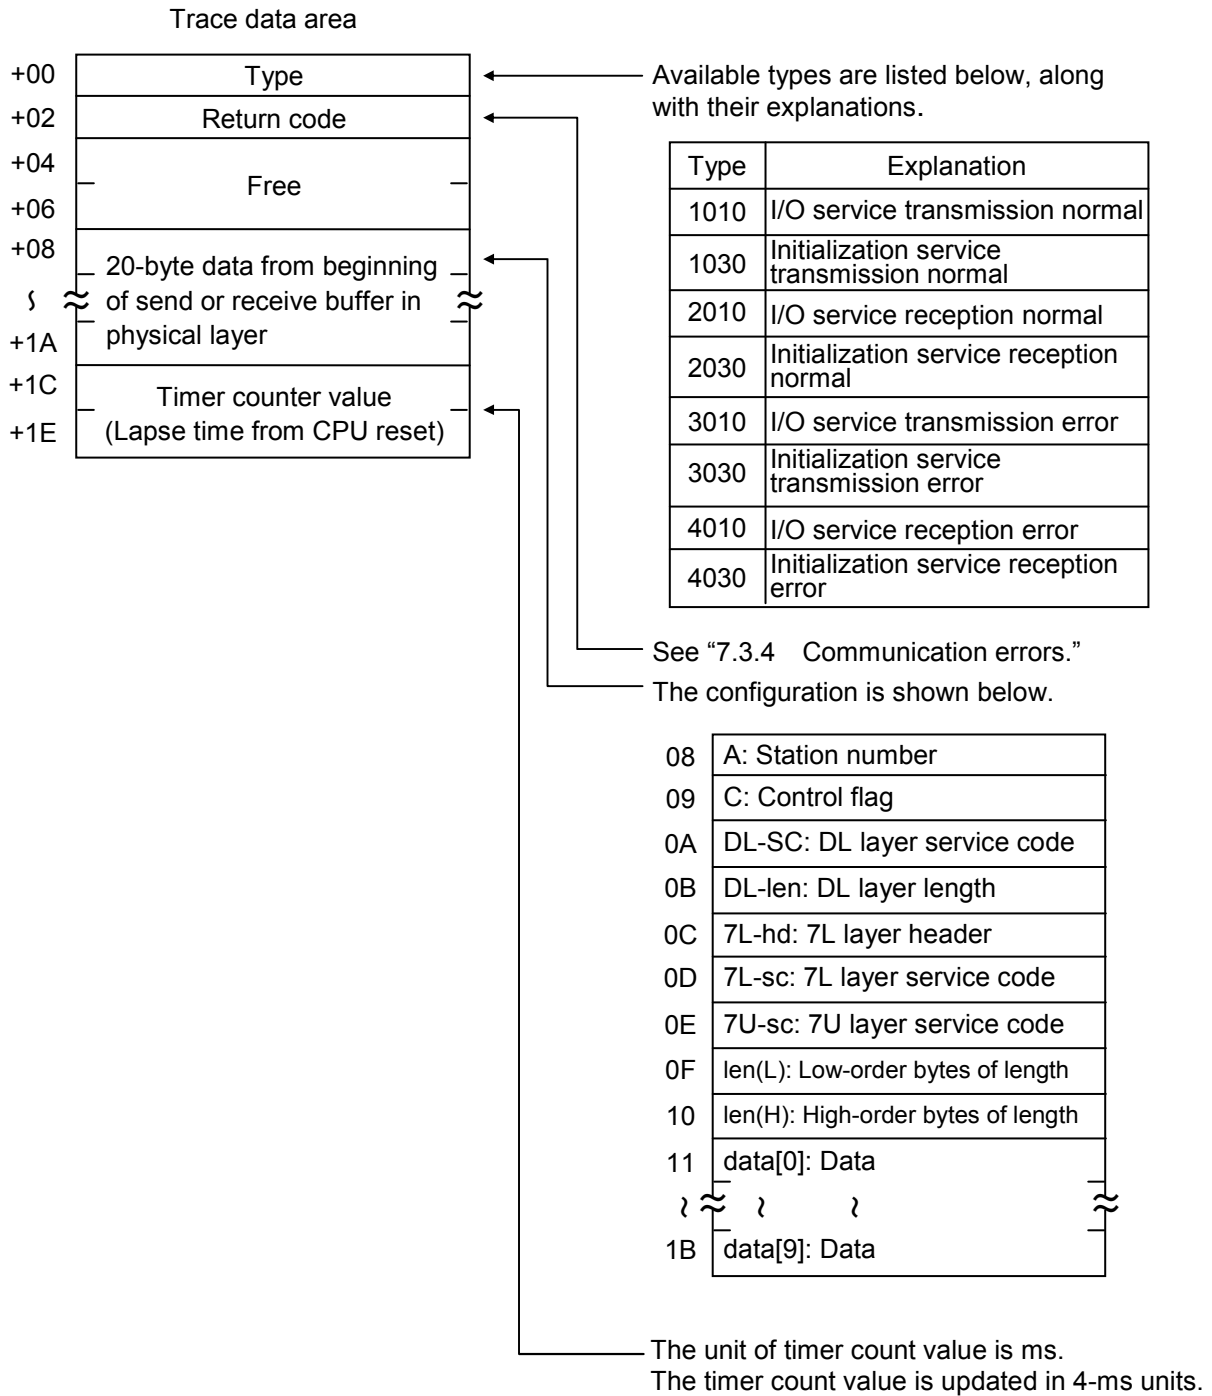 Trace data area
+00
Type
Available types are listed below, along
with their explanations.
+02
Return code
+04
Free
+06
+08
20-byte data from beginning
of send or receive buffer in
physical layer
+1A
+1C
Timer counter value
(Lapse time from CPU reset)
+1E
Type Explanation
1010 I/O service transmission normal
1030 Initialization service
transmission normal
2010 I/O service reception normal
2030 Initialization service reception
normal
3010 I/O service transmission error
3030 Initialization service
transmission error
4010 I/O service reception error
4030 Initialization service reception
error
See “7.3.4 Communication errors.”
The configuration is shown below.
08 A: Station number
09 C: Control flag
0A DL-SC: DL layer service code
0B DL-len: DL layer length
0C 7L-hd: 7L layer header
0D 7L-sc: 7L layer service code
0E 7U-sc: 7U layer service code
0F len(L): Low-order bytes of length
10 len(H): High-order bytes of length
11 data[0]: Data
1B data[9]: Data
The unit of timer count value is ms.
The timer count value is updated in 4-ms units.